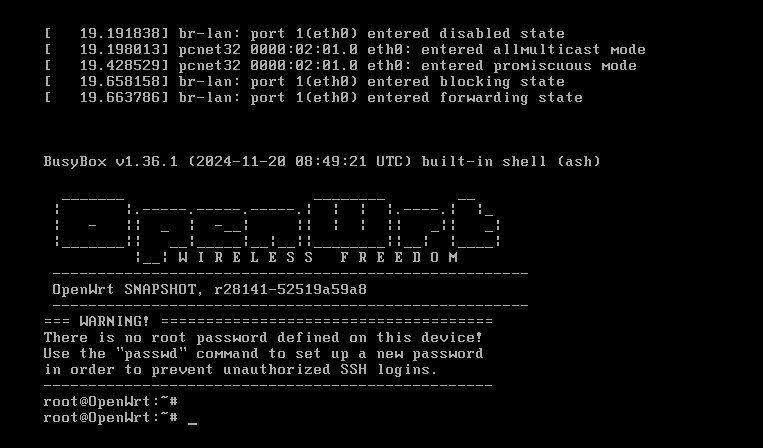 [   19.191838] br-lan: port 1(eth0) entered disabled state
[   19.198013] pcnet32 0000:02:01.0 eth0: entered allmulticast mode
[   19.428529] pcnet32 0000:02:01.0 eth0: entered promiscuous mode
[   19.658158] br-lan: port 1(eth0) entered blocking state
[   19.663786] br-lan: port 1(eth0) entered forwarding state
BusyBox v1.36.1 (2024-11-20 08:49:21 UTC) built-in shell (ash)
OpenWrt
W I R E L E S S   F R E E D O M
-----------------------------------------------------
OpenWrt SNAPSHOT, r28141-52519a59a8
-----------------------------------------------------
=== WARNING! =====================================
There is no root password defined on this device!
Use the "passwd" command to set up a new password
in order to prevent unauthorized SSH logins.
--------------------------------------------------
root@OpenWrt:~#
root@OpenWrt:~# _